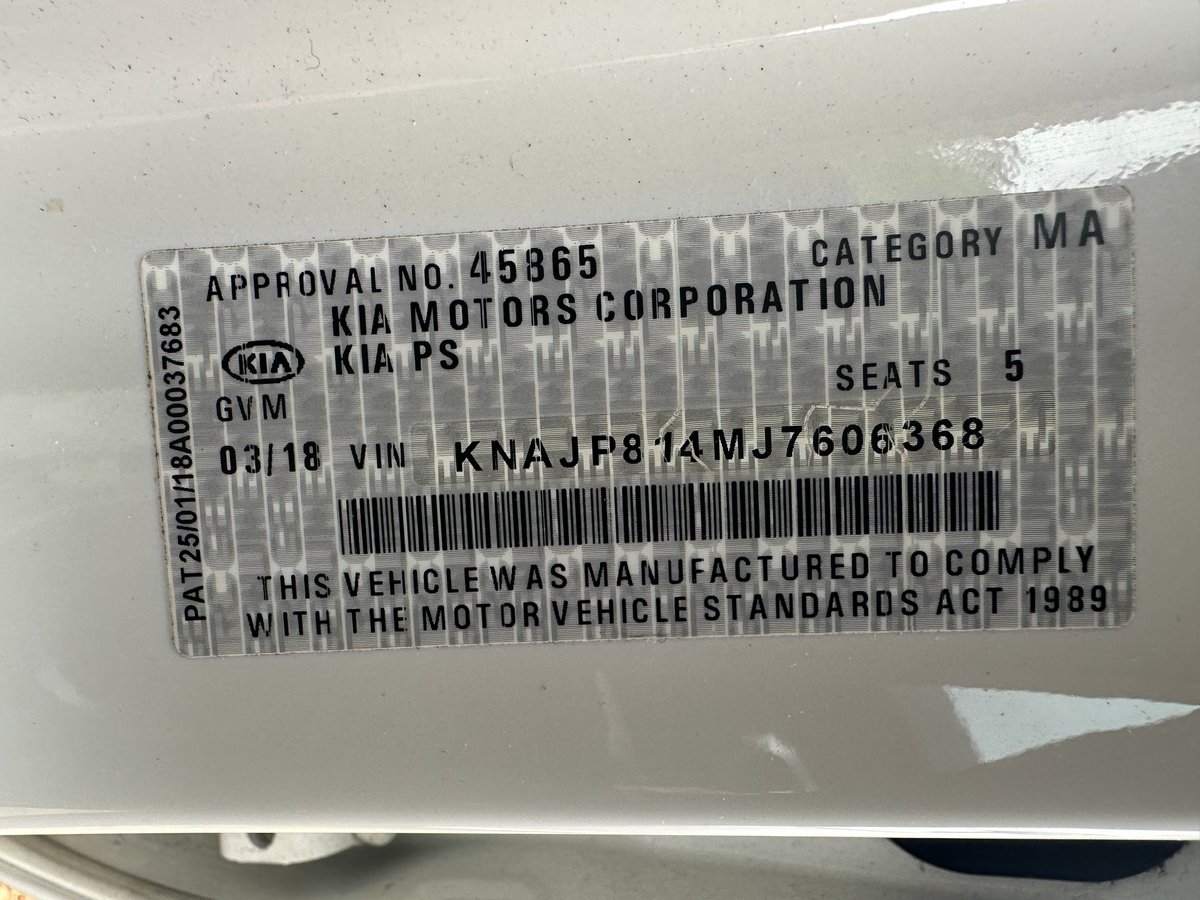 APPROVAL NO. 45865 CATEGORY MA
KIA MOTORS CORPORATION
KIA KIA PS
SEATS 5
GVM
03/18 VIN KNAJP814MJ7606368
THIS VEHICLE WAS MANUFACTURED TO COMPLY
WITH THE MOTOR VEHICLE STANDARDS ACT 1989
PAT25/01/18A00037683